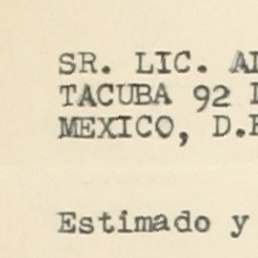 SR. LIC.
TACUBA 92
MEXICO,
Estimado y